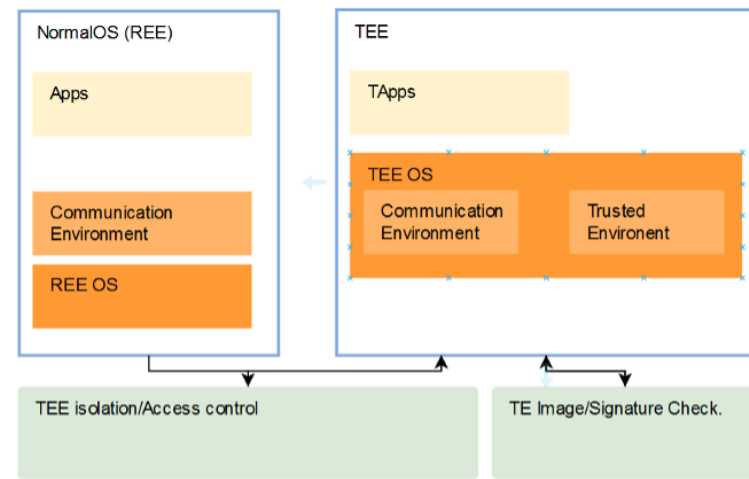 NormalOS (REE)
TEE
Apps
TApps
TEE OS
Communication
Environment
Trusted
Environent
Communication
Environment
REE OS
TEE isolation/Access control
TE Image/Signature Check.